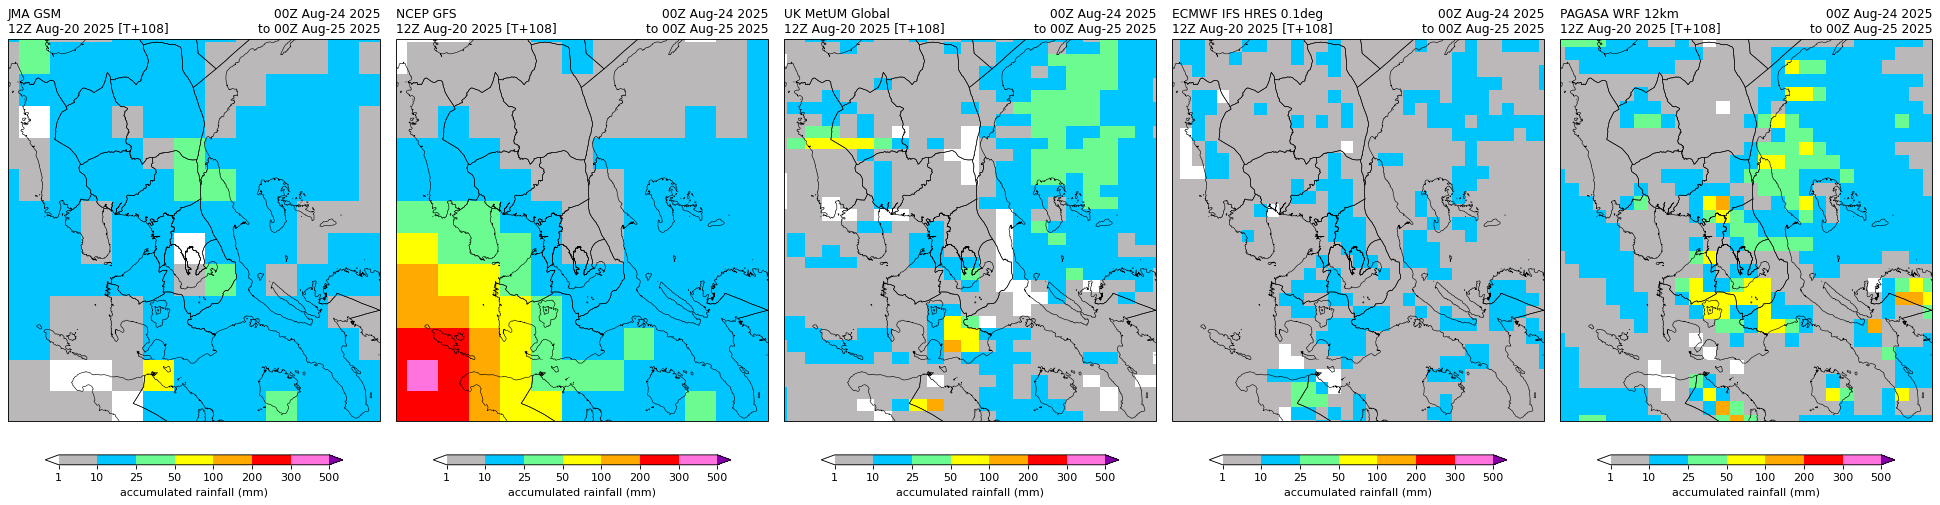 JMA GSM 00Z Aug-24 2025
12Z Aug-20 2025 [T+108] to 00Z Aug-25 2025
1 10 25 50 100 200 300 500
accumulated rainfall (mm)
NCEP GFS 00Z Aug-24 2025
12Z Aug-20 2025 [T+108] to 00Z Aug-25 2025
1 10 25 50 100 200 300 500
accumulated rainfall (mm)
UK MetUM Global 00Z Aug-24 2025
12Z Aug-20 2025 [T+108] to 00Z Aug-25 2025
1 10 25 50 100 200 300 500
accumulated rainfall (mm)
ECMWF IFS HRES 0.1deg 00Z Aug-24 2025
12Z Aug-20 2025 [T+108] to 00Z Aug-25 2025
1 10 25 50 100 200 300 500
accumulated rainfall (mm)
PAGASA WRF 12km 00Z Aug-24 2025
12Z Aug-20 2025 [T+108] to 00Z Aug-25 2025
1 10 25 50 100 200 300 500
accumulated rainfall (mm)